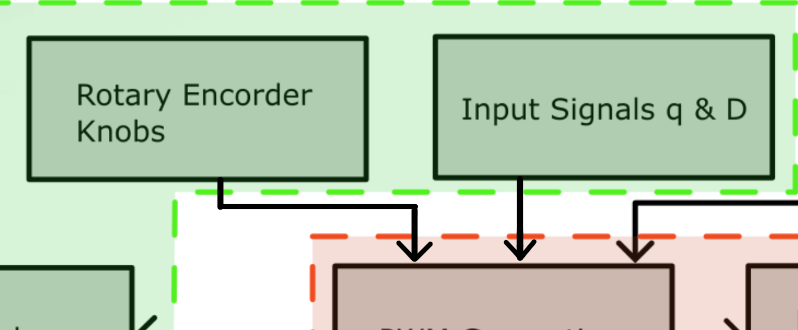 Rotary Encorder
Knobs
Input Signals q & D